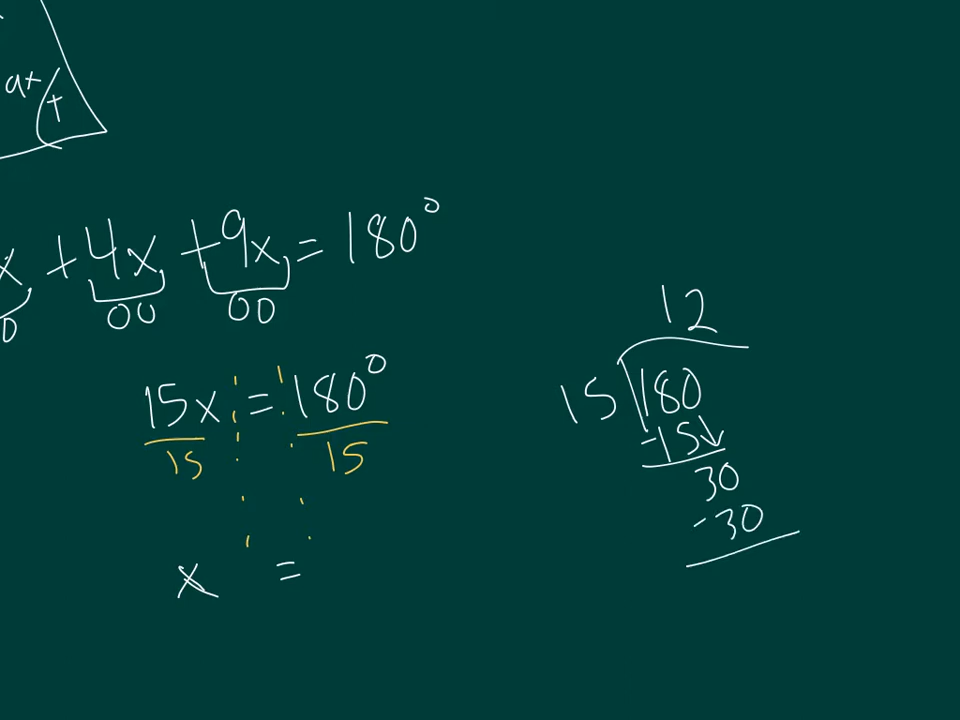 x + 4x + 9x = 180°
00 00
15x = 180°
15 15
x =
12
15 180
-15↓
30
-30